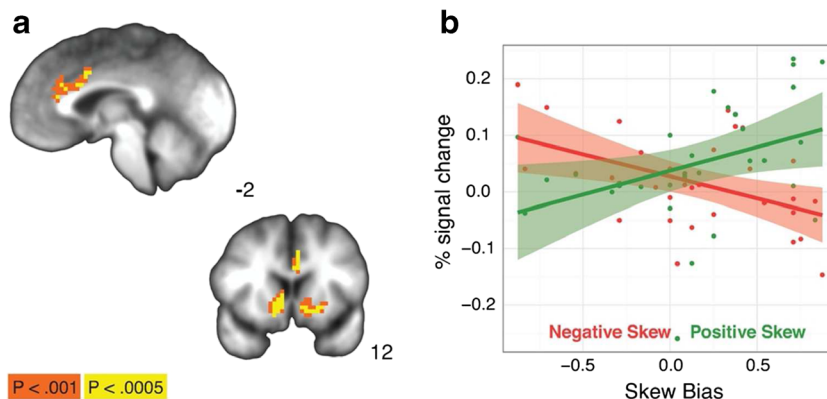 a
-2
12
P < .001
P < .0005
b
% signal change
0.2
0.1
0.0
−0.1
−0.2
Negative Skew
Positive Skew
−0.5
0.0
0.5
Skew Bias